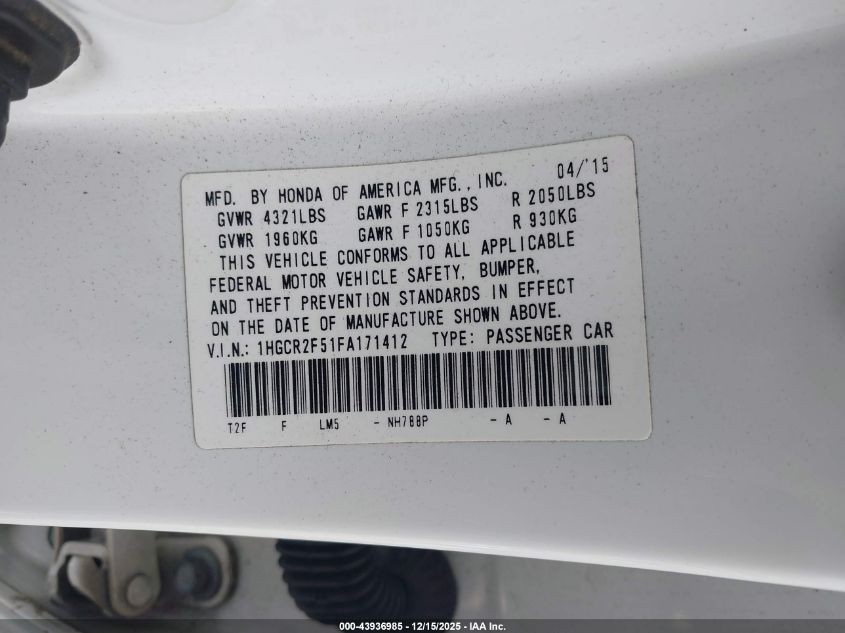 MFD. BY HONDA OF AMERICA MFG., INC. 04/'15
GVWR 4321LBS GAWR F 2315LBS R 2050LBS
GVWR 1960KG GAWR F 1050KG R 930KG
THIS VEHICLE CONFORMS TO ALL APPLICABLE
FEDERAL MOTOR VEHICLE SAFETY, BUMPER,
AND THEFT PREVENTION STANDARDS IN EFFECT
ON THE DATE OF MANUFACTURE SHOWN ABOVE.
V.I.N.: 1HGCR2F51FA171412 TYPE: PASSENGER CAR
T2F F LM5 - NH788P - A - A
000-43936985 - 12/15/2025 - IAA Inc.